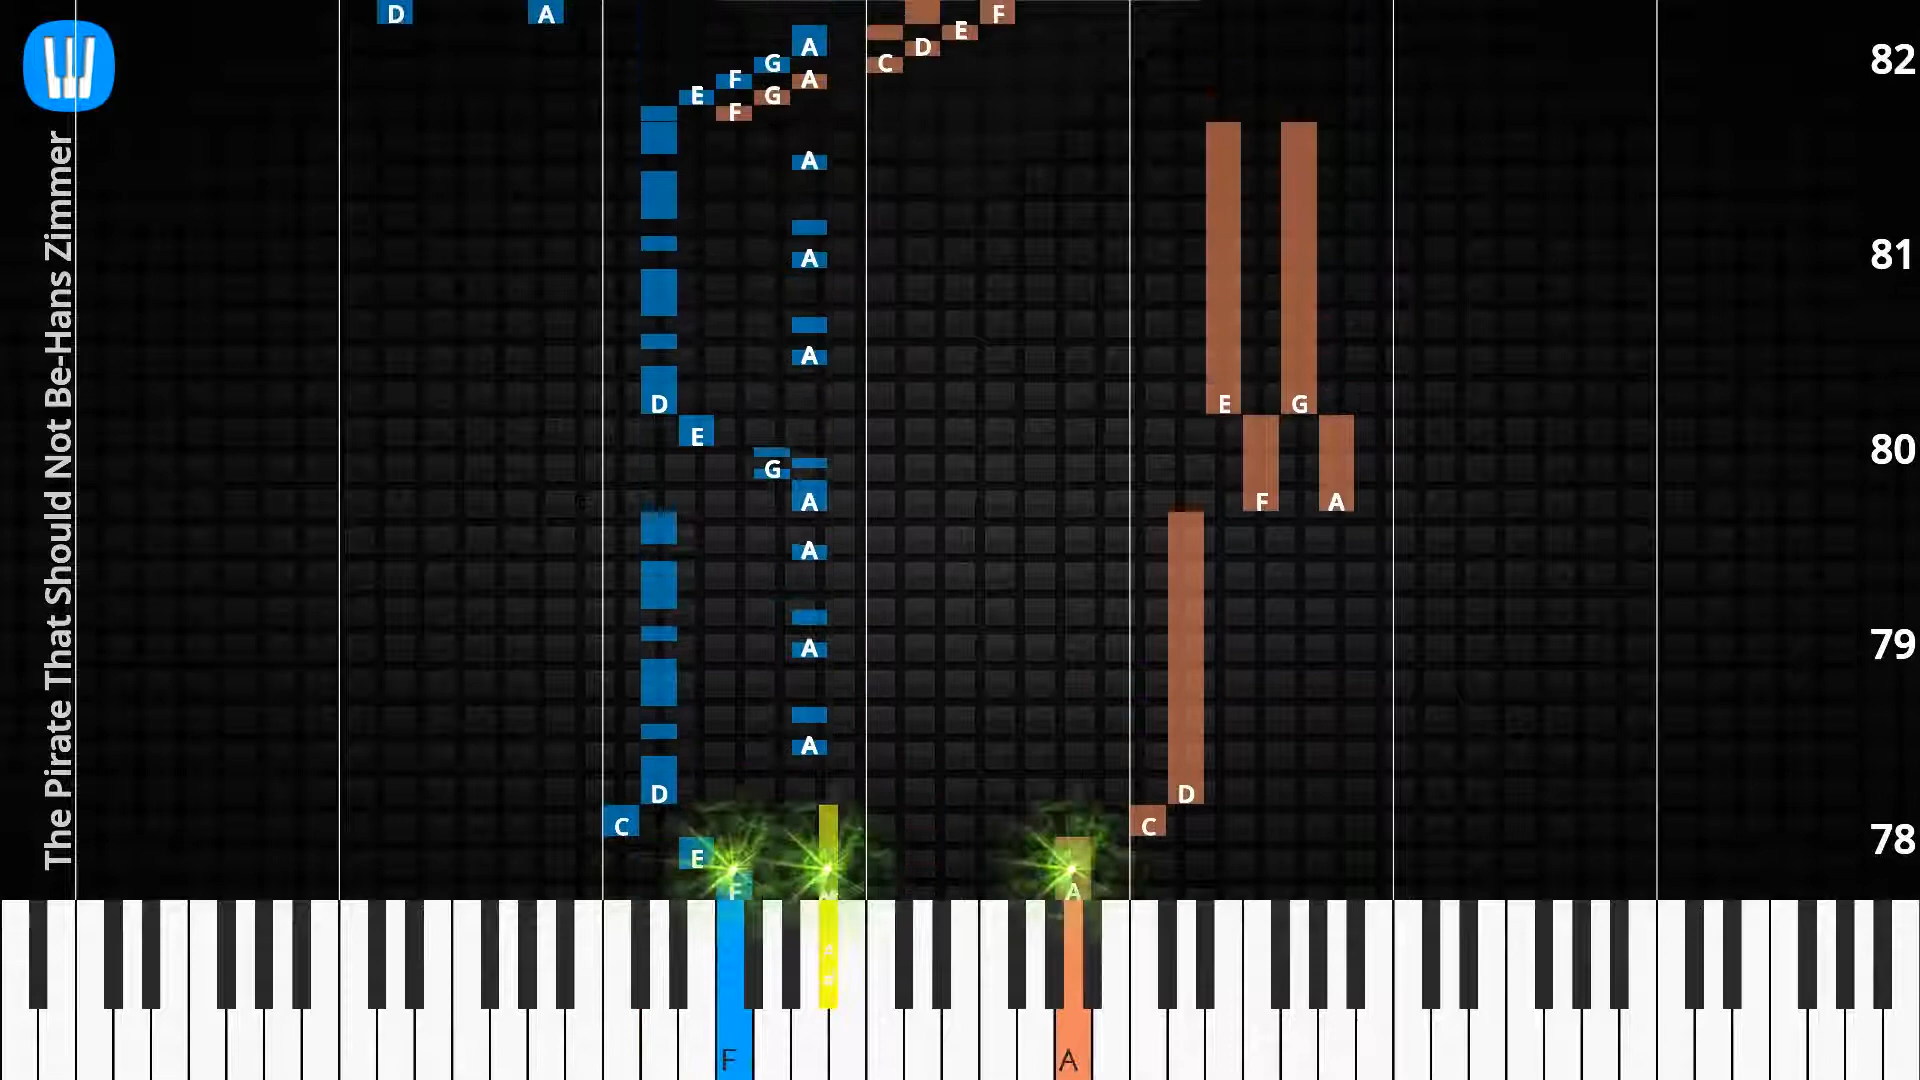 The Pirate That Should Not Be-Hans Zimmer
D A F
A E 82
G D
F A C
E G
F
A
A 81
A
D E G
E 80
G
A F A
A
A 79
A
D D
C C 78
E
F A
F A